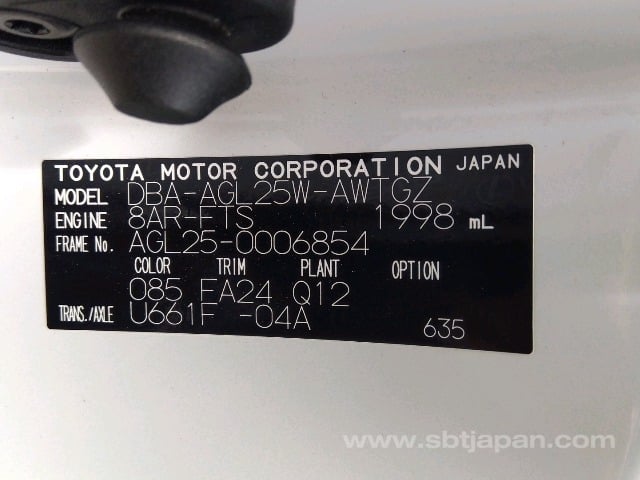 TOYOTA MOTOR CORPORATION JAPAN
MODEL DBA-AGL25W-AWTGZ
ENGINE 8AR-FTS 1998 mL
FRAME No. AGL25-0006854
COLOR TRIM PLANT OPTION
085 EA24 Q12
TRANS./AXLE U661F -04A 635
www.sbtjapan.com